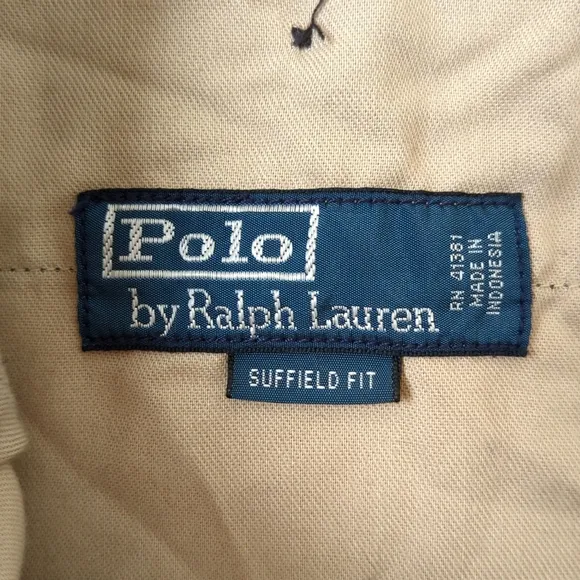 Polo
by Ralph Lauren
RN 41381
MADE IN
INDONESIA
SUFFIELD FIT